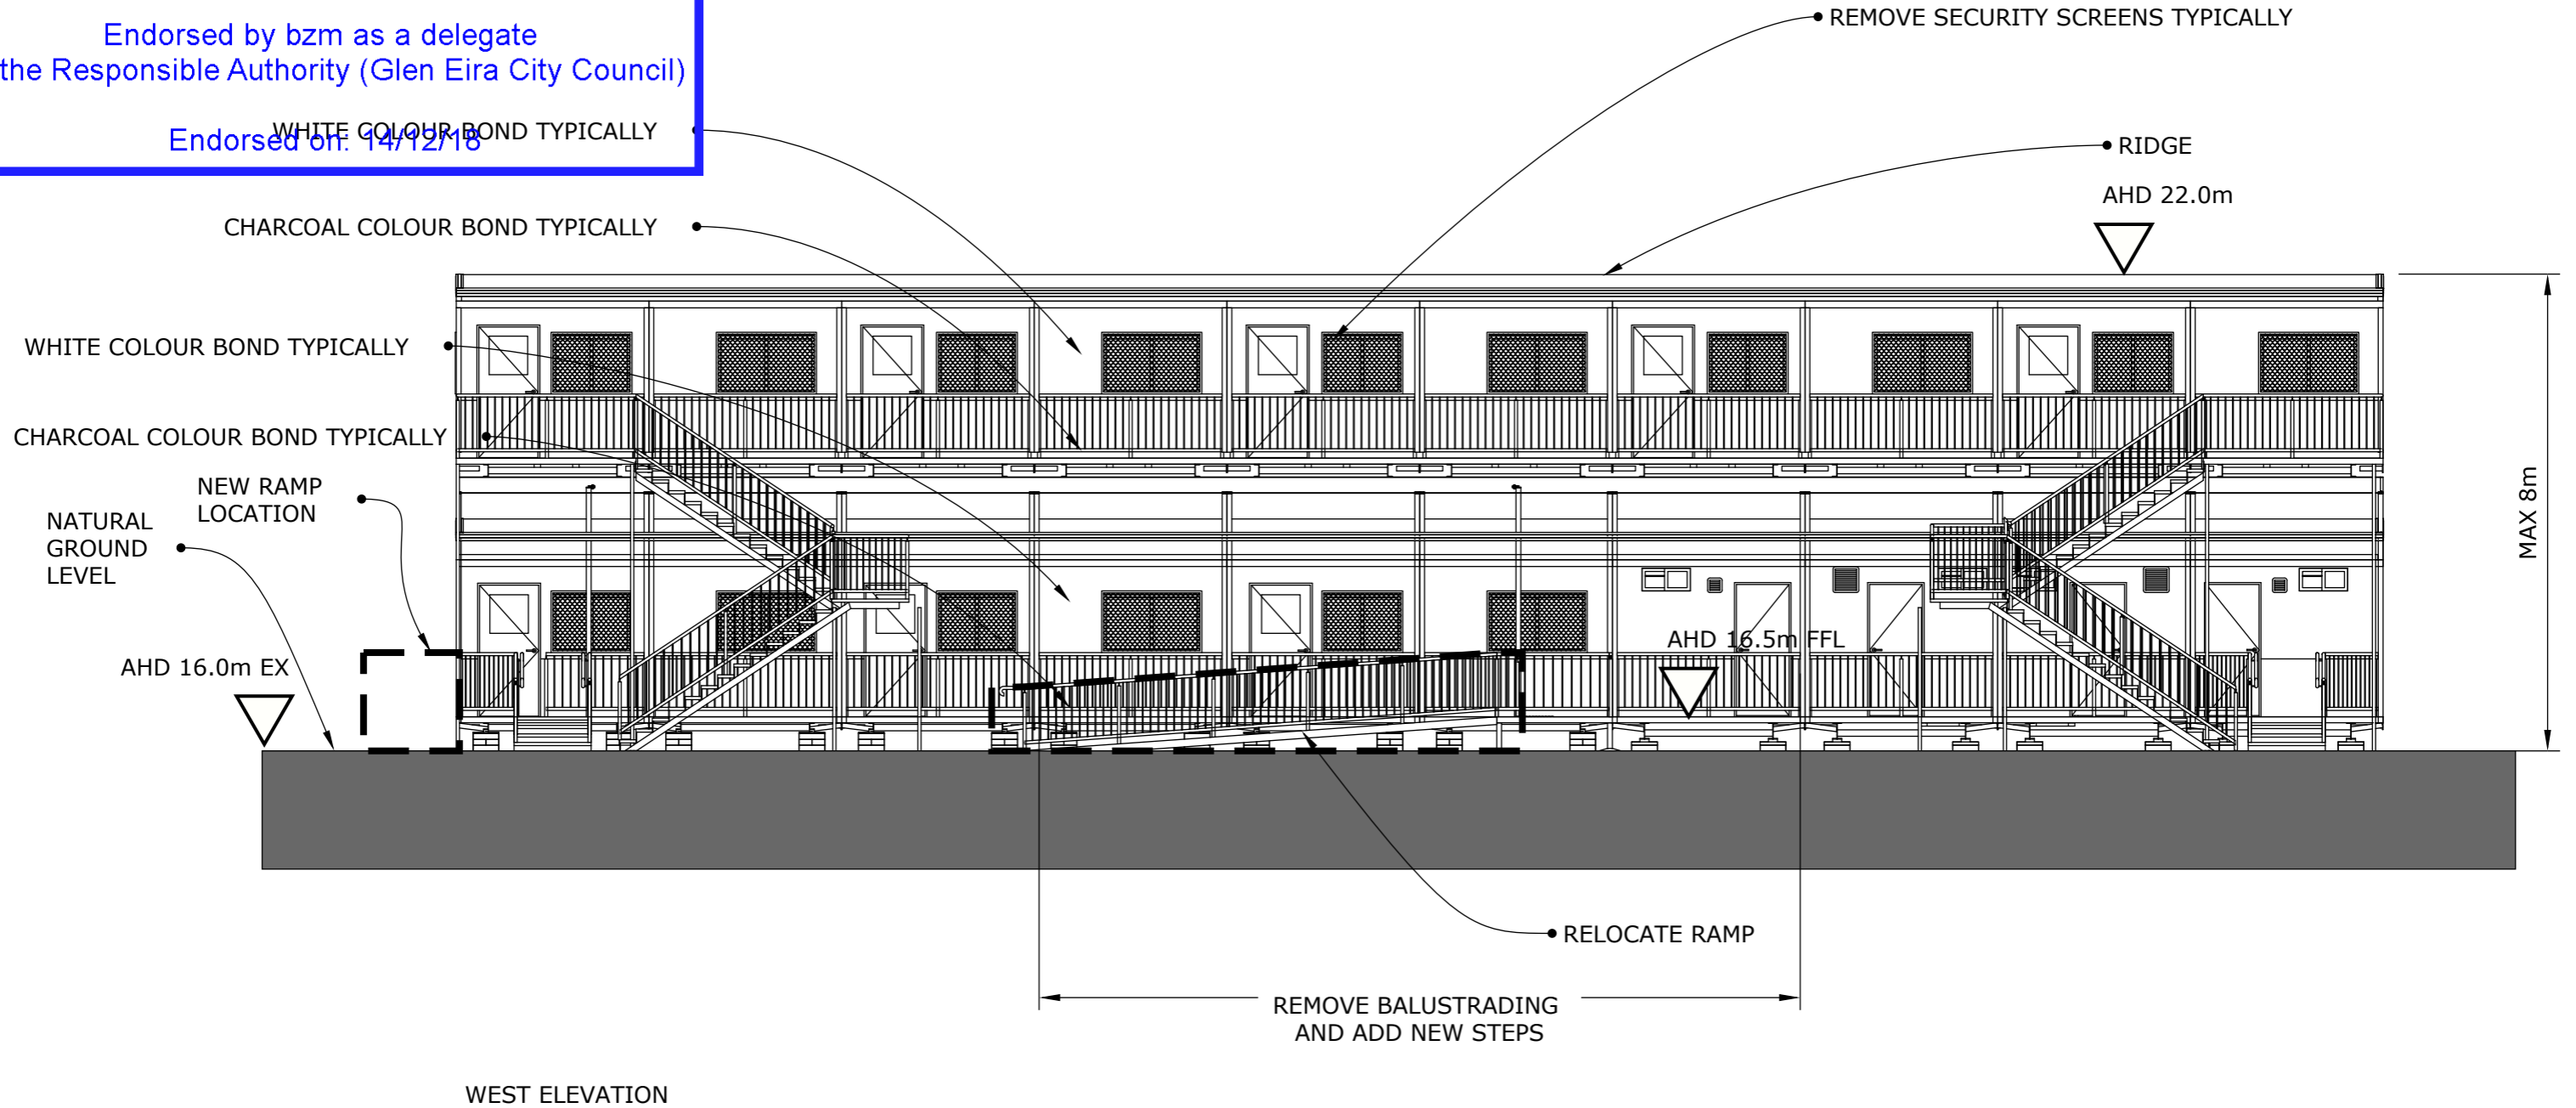 Endorsed by bzm as a delegate
the Responsible Authority (Glen Eira City Council)
Endorsed on: 14/12/18
WHITE COLOUR BOND TYPICALLY
REMOVE SECURITY SCREENS TYPICALLY
RIDGE
AHD 22.0m
CHARCOAL COLOUR BOND TYPICALLY
WHITE COLOUR BOND TYPICALLY
CHARCOAL COLOUR BOND TYPICALLY
NEW RAMP
LOCATION
NATURAL
GROUND
LEVEL
MAX 8m
AHD 16.0m EX
AHD 16.5m FFL
RELOCATE RAMP
REMOVE BALUSTRADING
AND ADD NEW STEPS
WEST ELEVATION